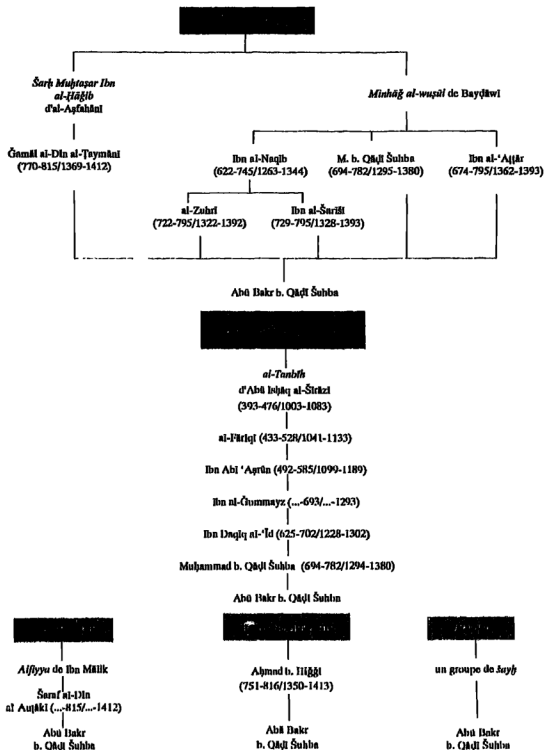 Šarḥ Muḫtaṣar Ibn
al-Ḥāǧib
d'al-Aṣfahānī
Minhāǧ al-wuṣūl de Bayḍāwī
Ǧamāl al-Dīn al-Ṭaymānī
(770-815/1369-1412)
Ibn al-Naqīb
(622-745/1263-1344)
M. b. Qāḍī Šuhba
(694-782/1295-1380)
Ibn al-‘Aṭṭār
(674-795/1362-1393)
al-Zuhrī
(722-795/1322-1392)
Ibn al-Šarīšī
(729-795/1328-1393)
Abū Bakr b. Qāḍī Šuhba
al-Tanbīh
d'Abū Isḥāq al-Šīrāzī
(393-476/1003-1083)
al-Fāriqī (433-528/1041-1133)
Ibn Abī ‘Aṣrūn (492-585/1099-1189)
Ibn al-Ǧummayz (...-693/...-1293)
Ibn Daqīq al-‘Īd (625-702/1228-1302)
Muḥammad b. Qāḍī Šuhba (694-782/1294-1380)
Abū Bakr b. Qāḍī Šuhba
Alfiyya de Ibn Mālik
Šaraf al-Dīn
al Anṭākī (...-815/...-1412)
Abū Bakr
b. Qāḍī Šuhba
Aḥmad b. Ḥiǧǧī
(751-816/1350-1413)
Abū Bakr
b. Qāḍī Šuhba
un groupe de šayḫ
Abū Bakr
b. Qāḍī Šuhba